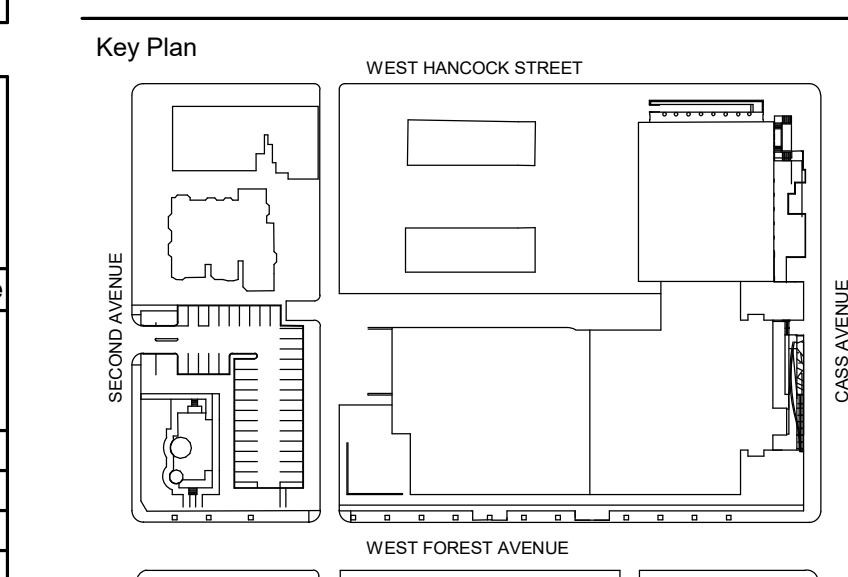 Key Plan
WEST HANCOCK STREET
SECOND AVENUE
CASS AVENUE
WEST FOREST AVENUE